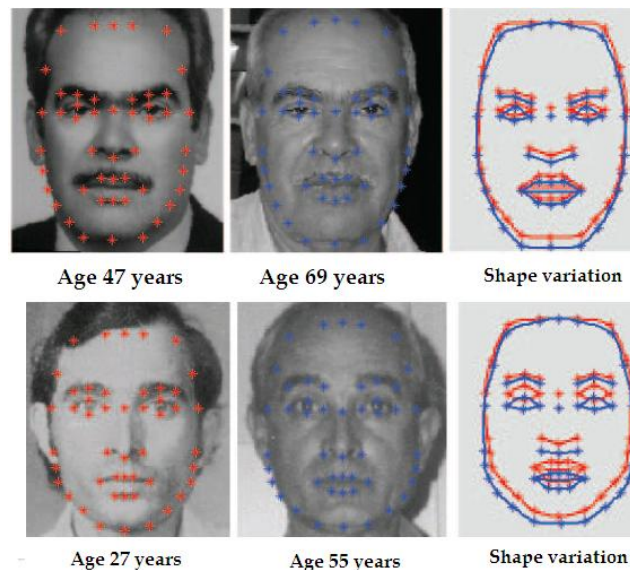 Age 47 years
Age 69 years
Shape variation
Age 27 years
Age 55 years
Shape variation